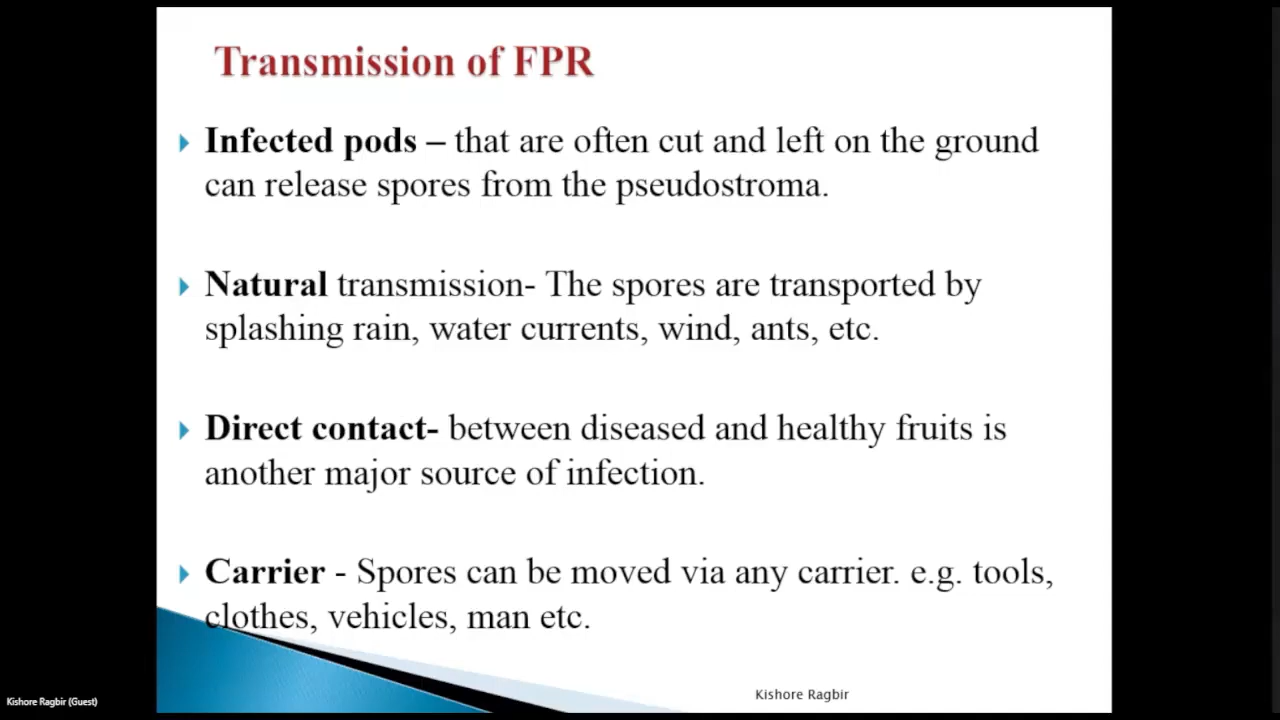 Transmission of FPR
Infected pods – that are often cut and left on the ground
can release spores from the pseudostroma.
Natural transmission- The spores are transported by
splashing rain, water currents, wind, ants, etc.
Direct contact- between diseased and healthy fruits is
another major source of infection.
Carrier - Spores can be moved via any carrier. e.g. tools,
clothes, vehicles, man etc.
Kishore Ragbir
Kishore Ragbir (Guest)